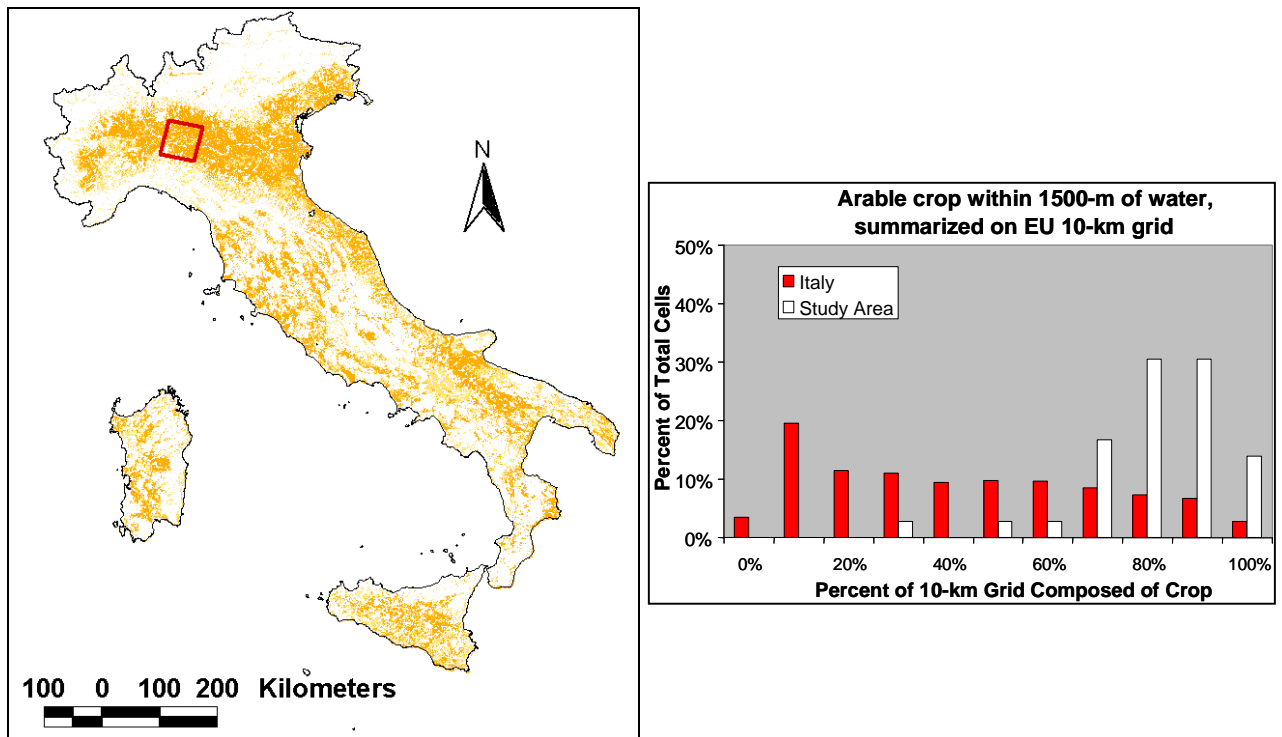 N
100 0 100 200 Kilometers
Arable crop within 1500-m of water,
summarized on EU 10-km grid
50%
40%
30%
20%
10%
0%
Percent of Total Cells
Italy
Study Area
0% 20% 40% 60% 80% 100%
Percent of 10-km Grid Composed of Crop